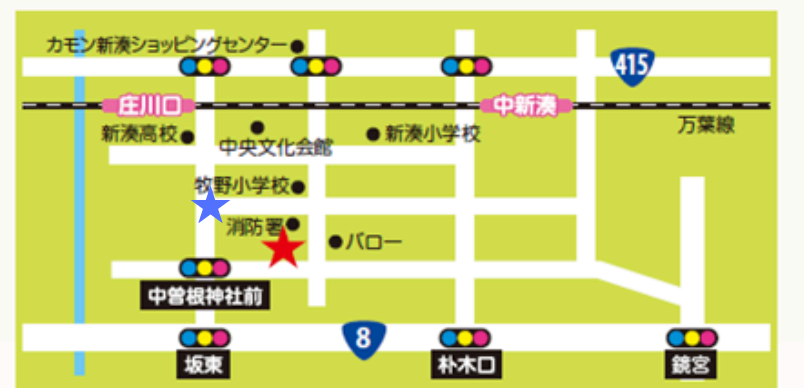 カモン新湊ショッピングセンター
415
庄川口
中新湊
万葉線
新湊高校
中央文化会館
新湊小学校
牧野小学校
消防署
バロー
中曽根神社前
8
坂東
朴木口
鏡宮